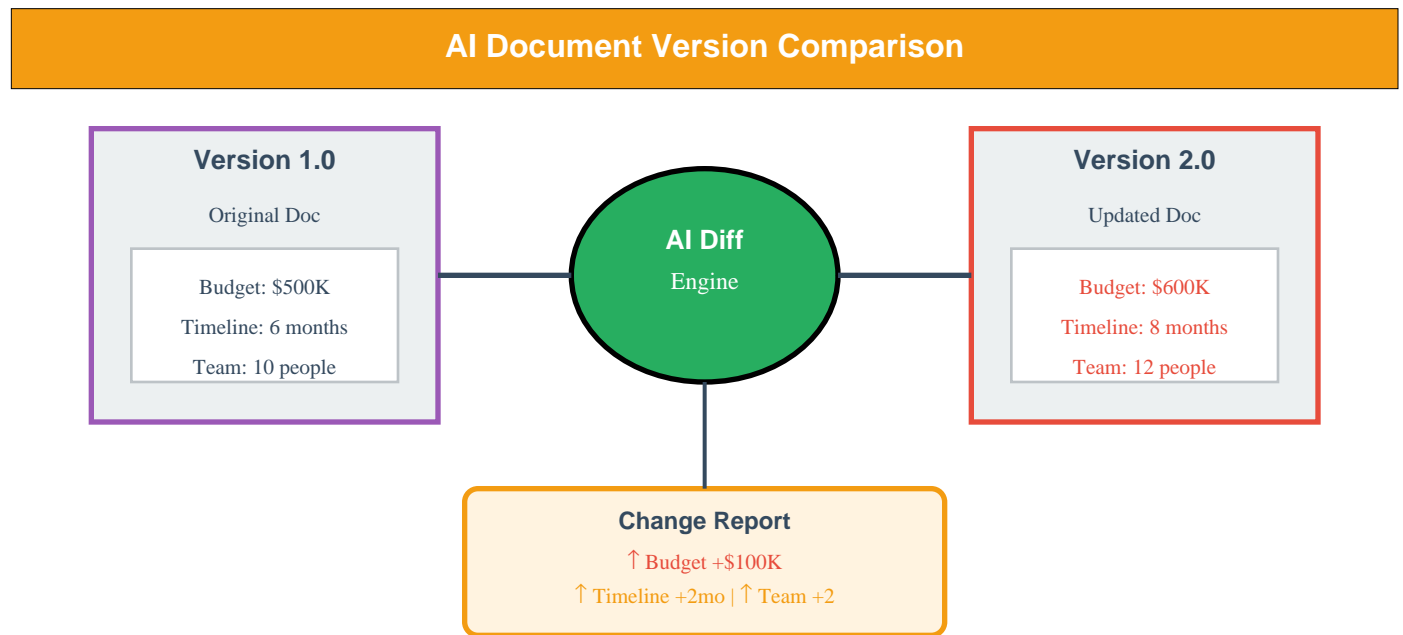 AI Document Version Comparison
Version 1.0
Original Doc
Budget: $500K
Timeline: 6 months
Team: 10 people
AI Diff
Engine
Version 2.0
Updated Doc
Budget: $600K
Timeline: 8 months
Team: 12 people
Change Report
↑ Budget +$100K
↑ Timeline +2mo | ↑ Team +2